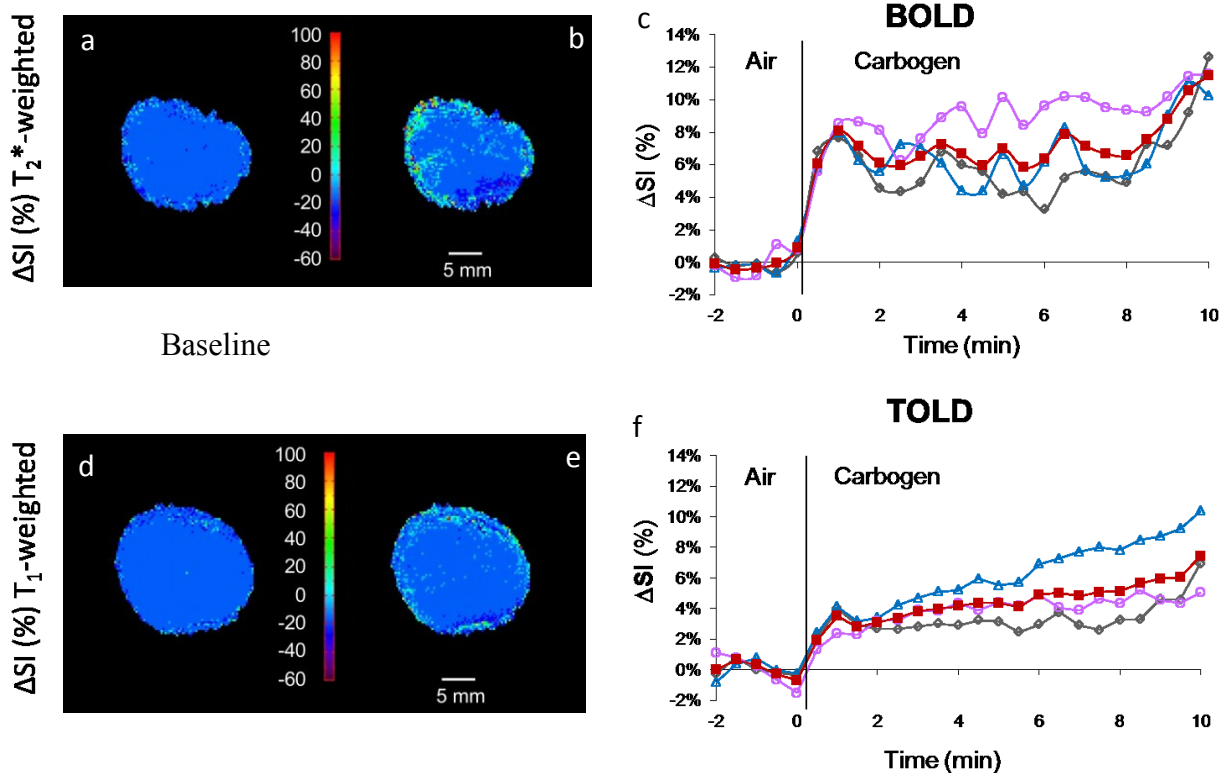 ΔSI (%) T2*-weighted
a
100
80
60
40
20
0
-20
-40
-60
b
5 mm
c
BOLD
Air
Carbogen
ΔSI (%)
14%
12%
10%
8%
6%
4%
2%
0%
-2%
-2 0 2 4 6 8 10
Time (min)
Baseline
ΔSI (%) T1-weighted
d
100
80
60
40
20
0
-20
-40
-60
e
5 mm
f
TOLD
Air
Carbogen
ΔSI (%)
14%
12%
10%
8%
6%
4%
2%
0%
-2%
-2 0 2 4 6 8 10
Time (min)